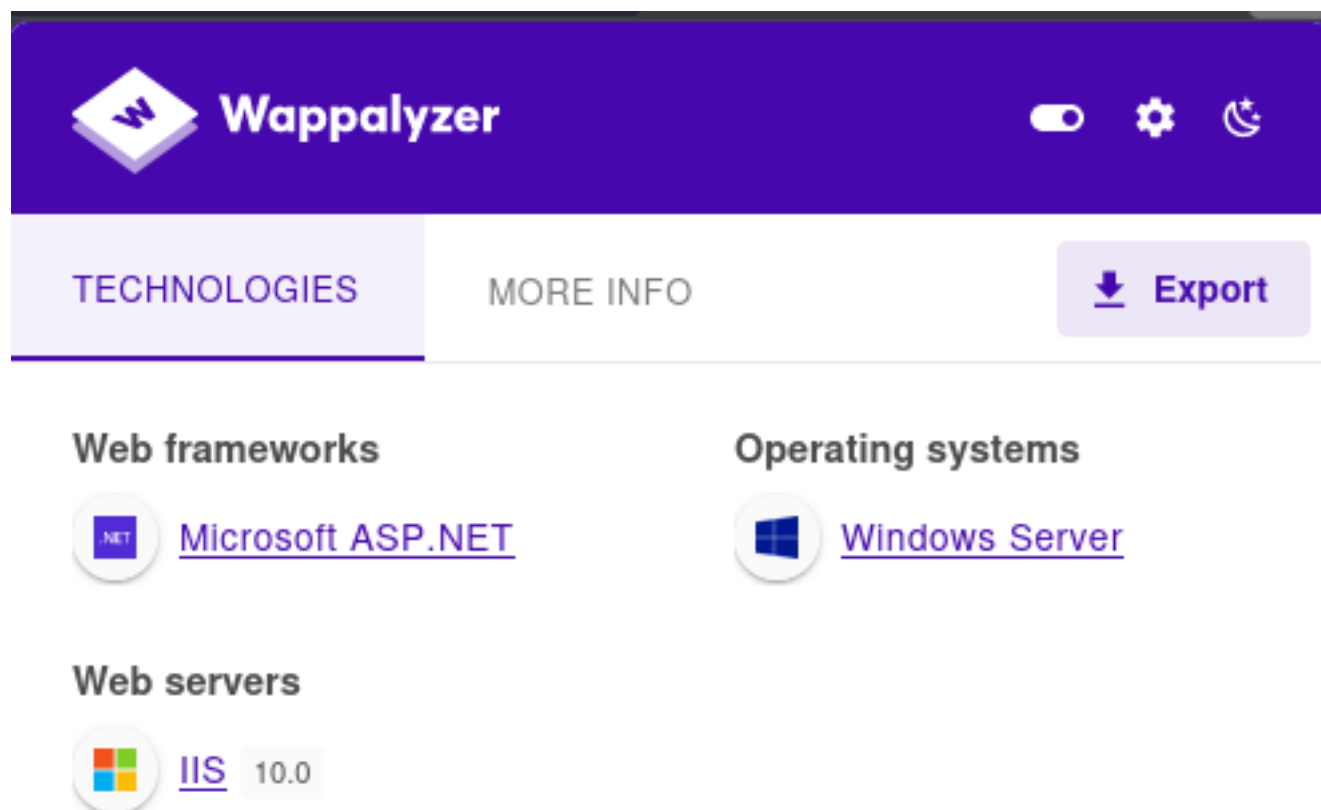 W Wappalyzer
TECHNOLOGIES
MORE INFO
Export
Web frameworks
Operating systems
.NET Microsoft ASP.NET
Windows Server
Web servers
IIS 10.0